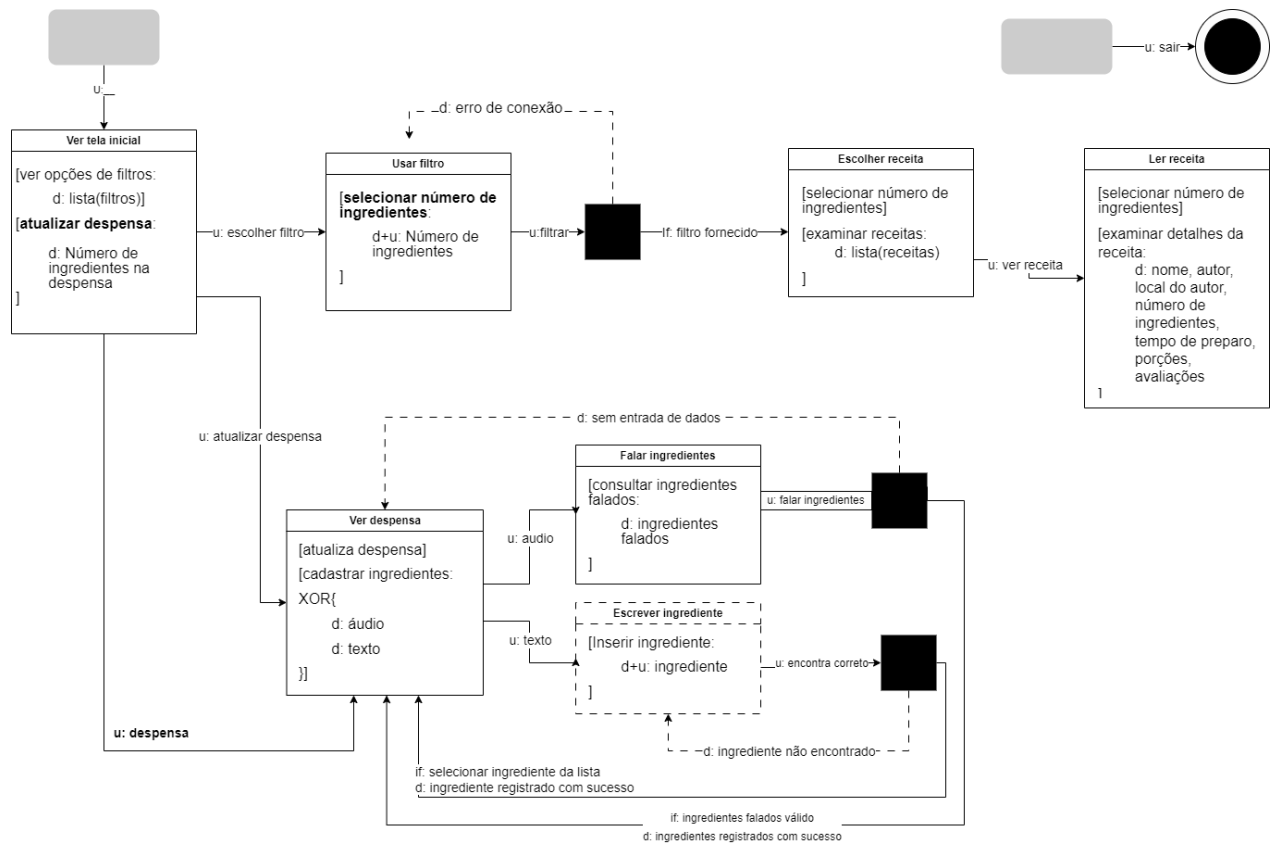 u:__
u: sair
Ver tela inicial
[ver opções de filtros:
d: lista(filtros)]
[atualizar despensa:
d: Número de
ingredientes na
despensa
]
u: escolher filtro
d: erro de conexão
Usar filtro
[selecionar número de
ingredientes:
d+u: Número de
ingredientes
]
u:filtrar
If: filtro fornecido
Escolher receita
[selecionar número de
ingredientes]
[examinar receitas:
d: lista(receitas)
]
u: ver receita
Ler receita
[selecionar número de
ingredientes]
[examinar detalhes da
receita:
d: nome, autor,
local do autor,
número de
ingredientes,
tempo de preparo,
porções,
avaliações
]
u: atualizar despensa
d: sem entrada de dados
Ver despensa
[atualiza despensa]
[cadastrar ingredientes:
XOR{
d: áudio
d: texto
}]
u: audio
Falar ingredientes
[consultar ingredientes
falados:
d: ingredientes
falados
]
u: falar ingredientes
u: texto
Escrever ingrediente
[Inserir ingrediente:
d+u: ingrediente
]
u: encontra correto
d: ingrediente não encontrado
u: despensa
if: selecionar ingrediente da lista
d: ingrediente registrado com sucesso
if: ingredientes falados válido
d: ingredientes registrados com sucesso